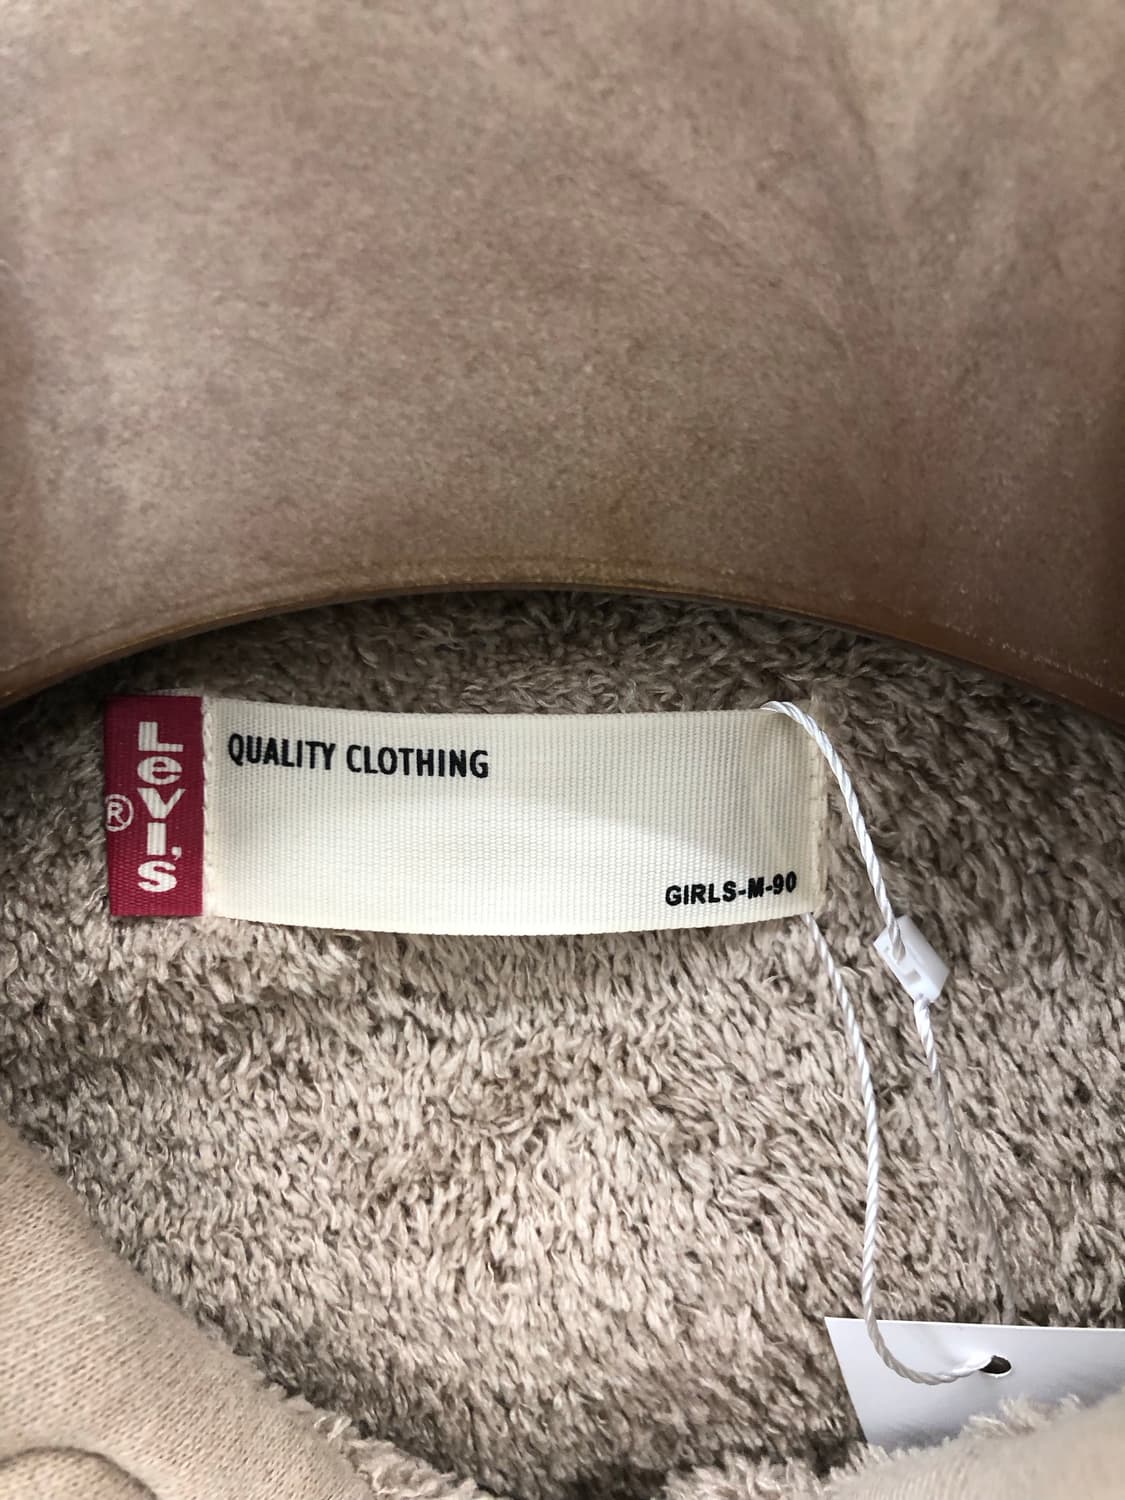 Levi's
®
QUALITY CLOTHING
GIRLS-M-90